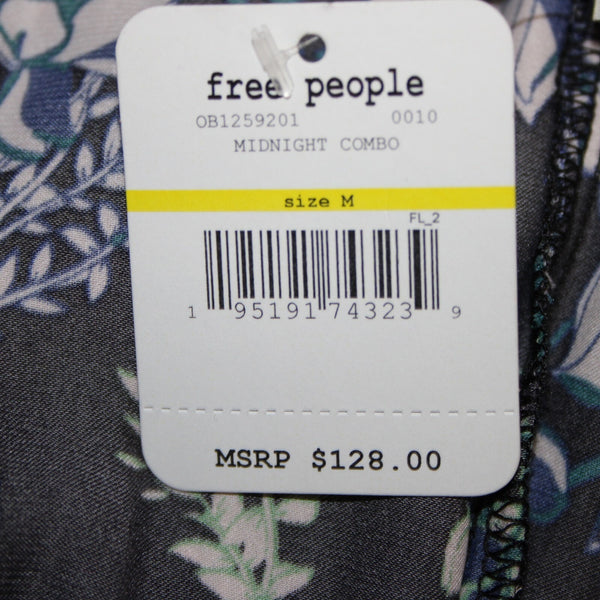 free people
OB1259201 0010
MIDNIGHT COMBO
size M
FL_2
1 95191 74323 9
MSRP $128.00